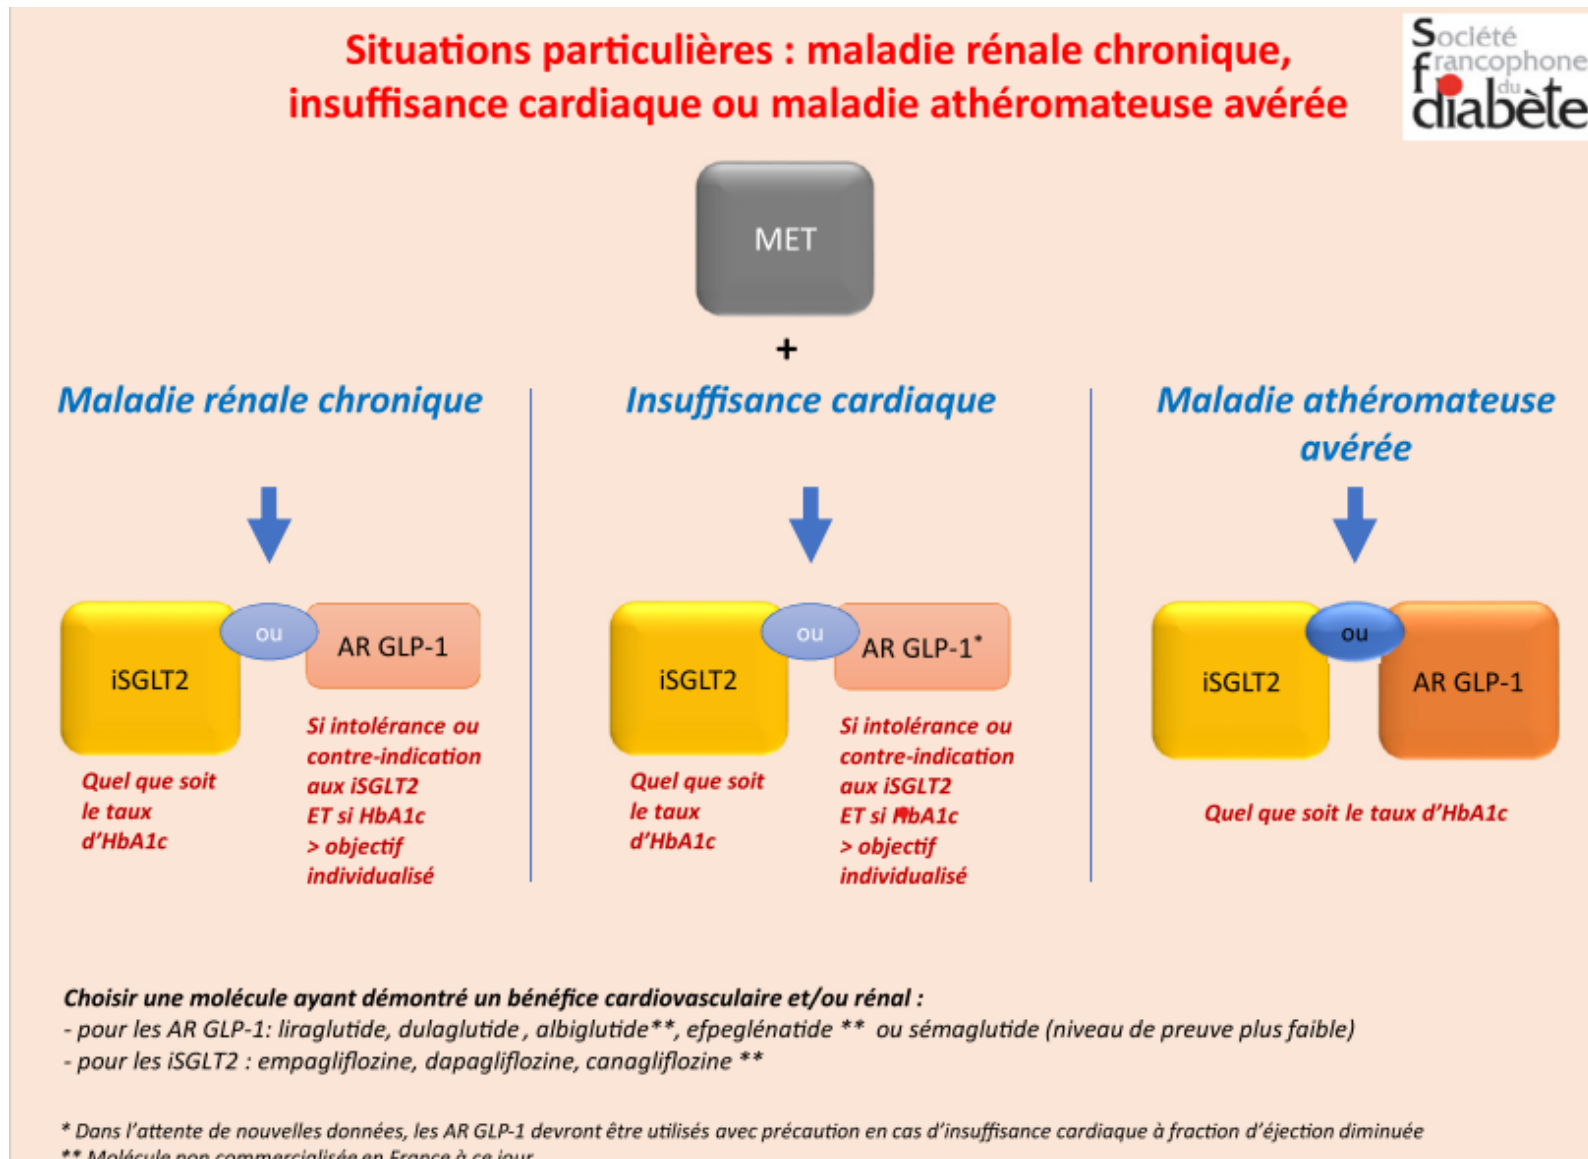 Situations particulières : maladie rénale chronique,
insuffisance cardiaque ou maladie athéromateuse avérée
Société
francophone
du
diabète
MET
+
Maladie rénale chronique
iSGLT2
ou
AR GLP-1
Quel que soit
le taux
d'HbA1c
Si intolérance ou
contre-indication
aux iSGLT2
ET si HbA1c
> objectif
individualisé
Insuffisance cardiaque
iSGLT2
ou
AR GLP-1*
Quel que soit
le taux
d'HbA1c
Si intolérance ou
contre-indication
aux iSGLT2
ET si HbA1c
> objectif
individualisé
Maladie athéromateuse
avérée
iSGLT2
ou
AR GLP-1
Quel que soit le taux d'HbA1c
Choisir une molécule ayant démontré un bénéfice cardiovasculaire et/ou rénal :
- pour les AR GLP-1: liraglutide, dulaglutide , albiglutide**, efpeglénatide ** ou sémaglutide (niveau de preuve plus faible)
- pour les iSGLT2 : empagliflozine, dapagliflozine, canagliflozine **
* Dans l'attente de nouvelles données, les AR GLP-1 devront être utilisés avec précaution en cas d'insuffisance cardiaque à fraction d'éjection diminuée
** Molécule non commercialisée en France à ce jour